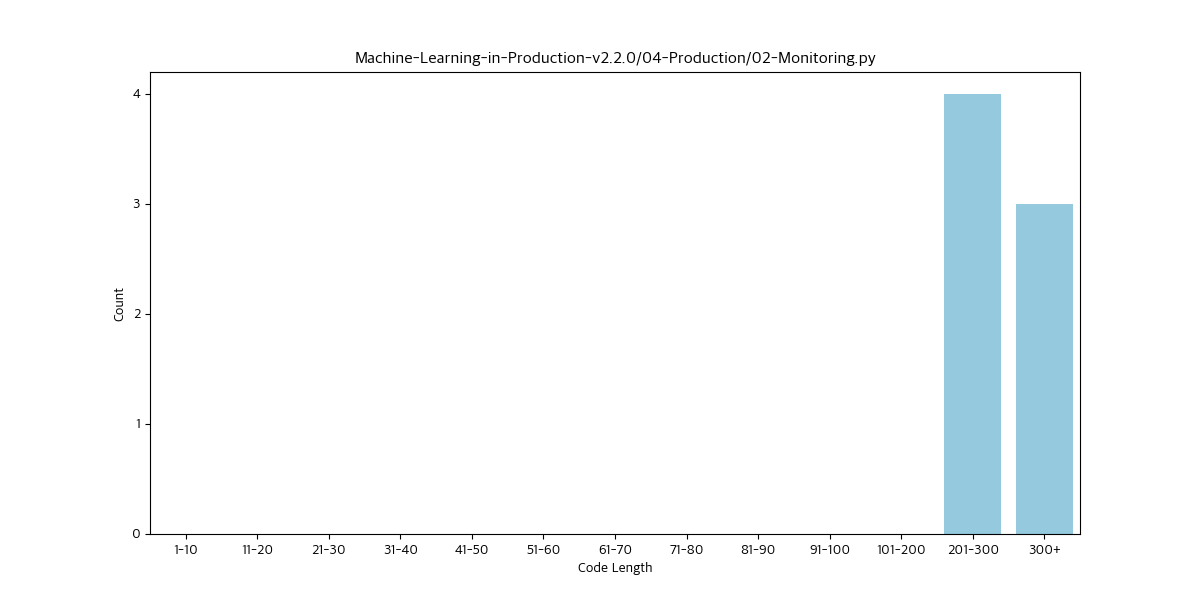 Machine-Learning-in-Production-v2.2.0/04-Production/02-Monitoring.py
4
3
2
1
0
Count
1-10 11-20 21-30 31-40 41-50 51-60 61-70 71-80 81-90 91-100 101-200 201-300 300+
Code Length